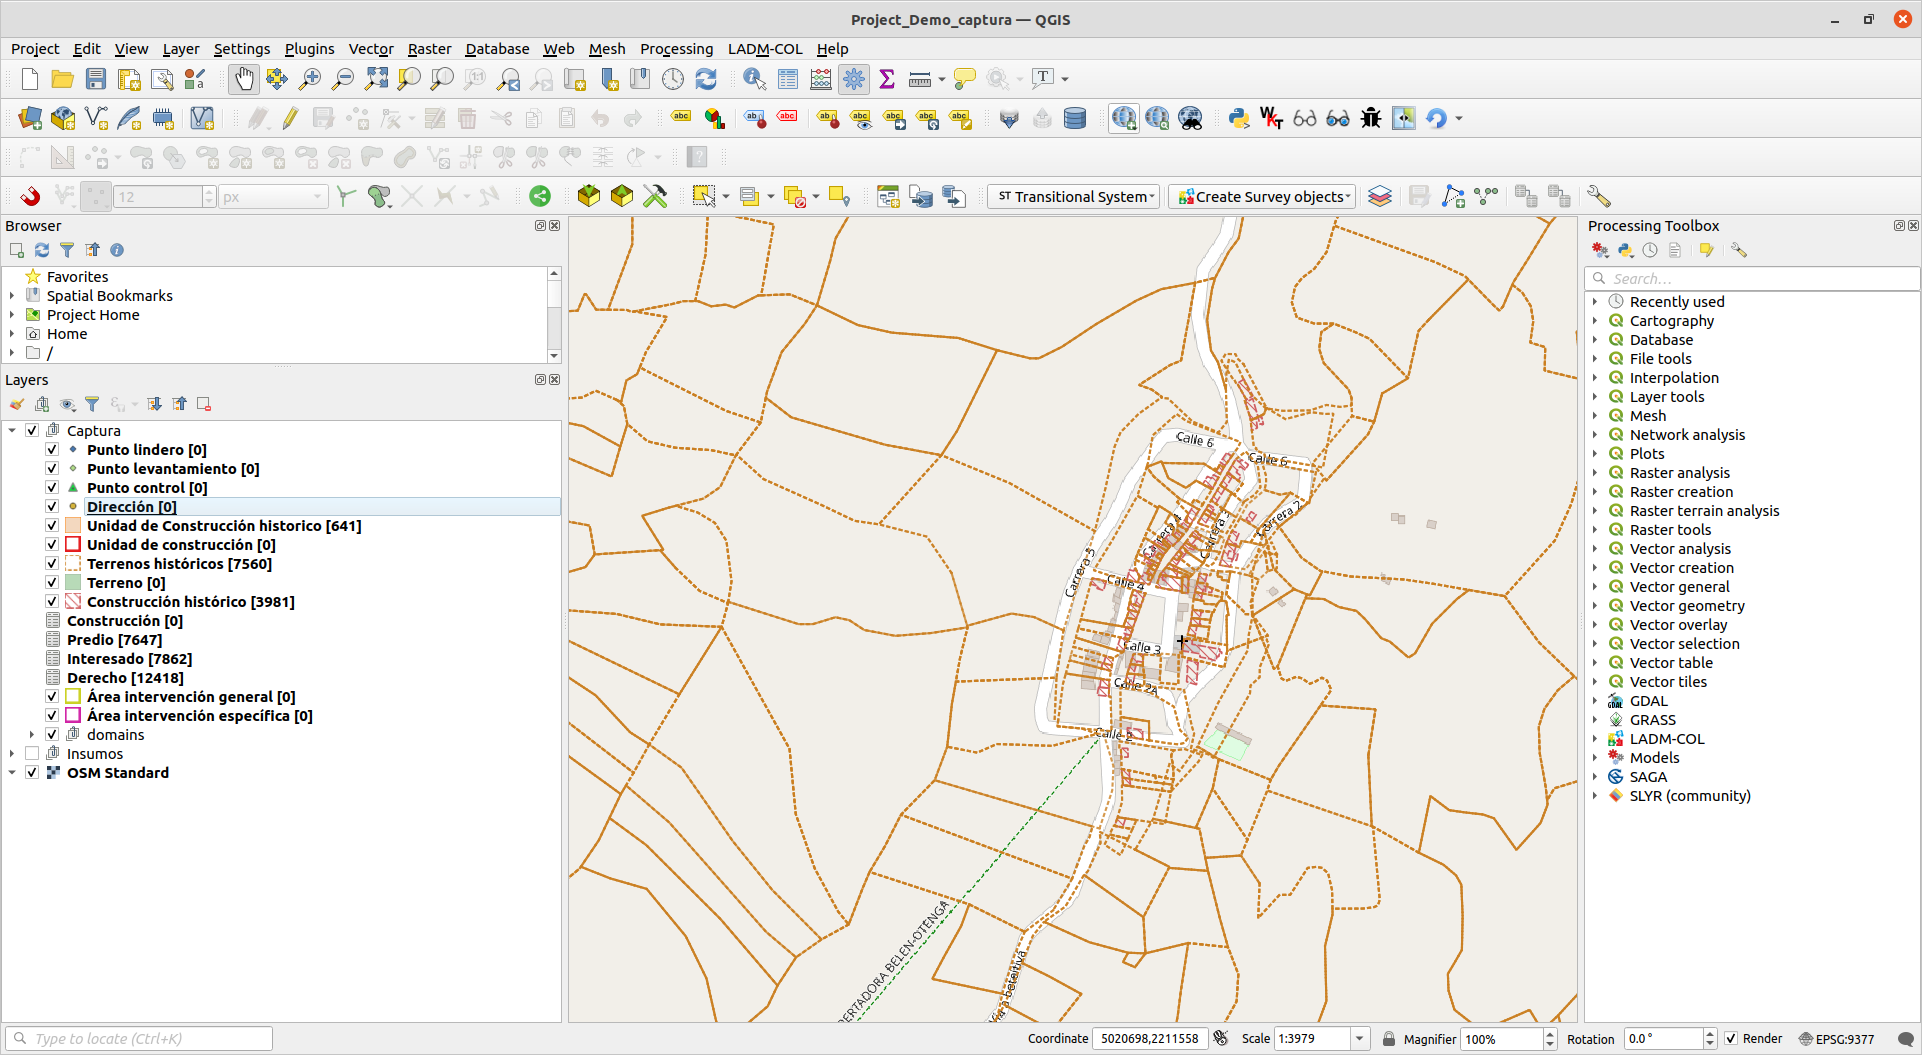 Project_Demo_captura — QGIS
Project Edit View Layer Settings Plugins Vector Raster Database Web Mesh Processing LADM-COL Help
12 px
ST Transitional System
Create Survey objects
Browser
Favorites
Spatial Bookmarks
Project Home
Home
/
Layers
Captura
Punto lindero [0]
Punto levantamiento [0]
Punto control [0]
Dirección [0]
Unidad de Construcción historico [641]
Unidad de construcción [0]
Terrenos históricos [7560]
Terreno [0]
Construcción histórico [3981]
Construcción [0]
Predio [7647]
Interesado [7862]
Derecho [12418]
Área intervención general [0]
Área intervención específica [0]
domains
Insumos
OSM Standard
Calle 6
Calle 6
Carrera 2
Carrera 4
Carrera 3
Carrera 5
Calle 4
Calle 3
Calle 2A
Calle 2
ERTADORA BELEN-OTENGA
Vía a beteitiva
Processing Toolbox
Search...
Recently used
Cartography
Database
File tools
Interpolation
Layer tools
Mesh
Network analysis
Plots
Raster analysis
Raster creation
Raster terrain analysis
Raster tools
Vector analysis
Vector creation
Vector general
Vector geometry
Vector overlay
Vector selection
Vector table
Vector tiles
GDAL
GRASS
LADM-COL
Models
SAGA
SLYR (community)
Type to locate (Ctrl+K)
Coordinate 5020698,2211558 Scale 1:3979 Magnifier 100% Rotation 0.0 ° Render EPSG:9377